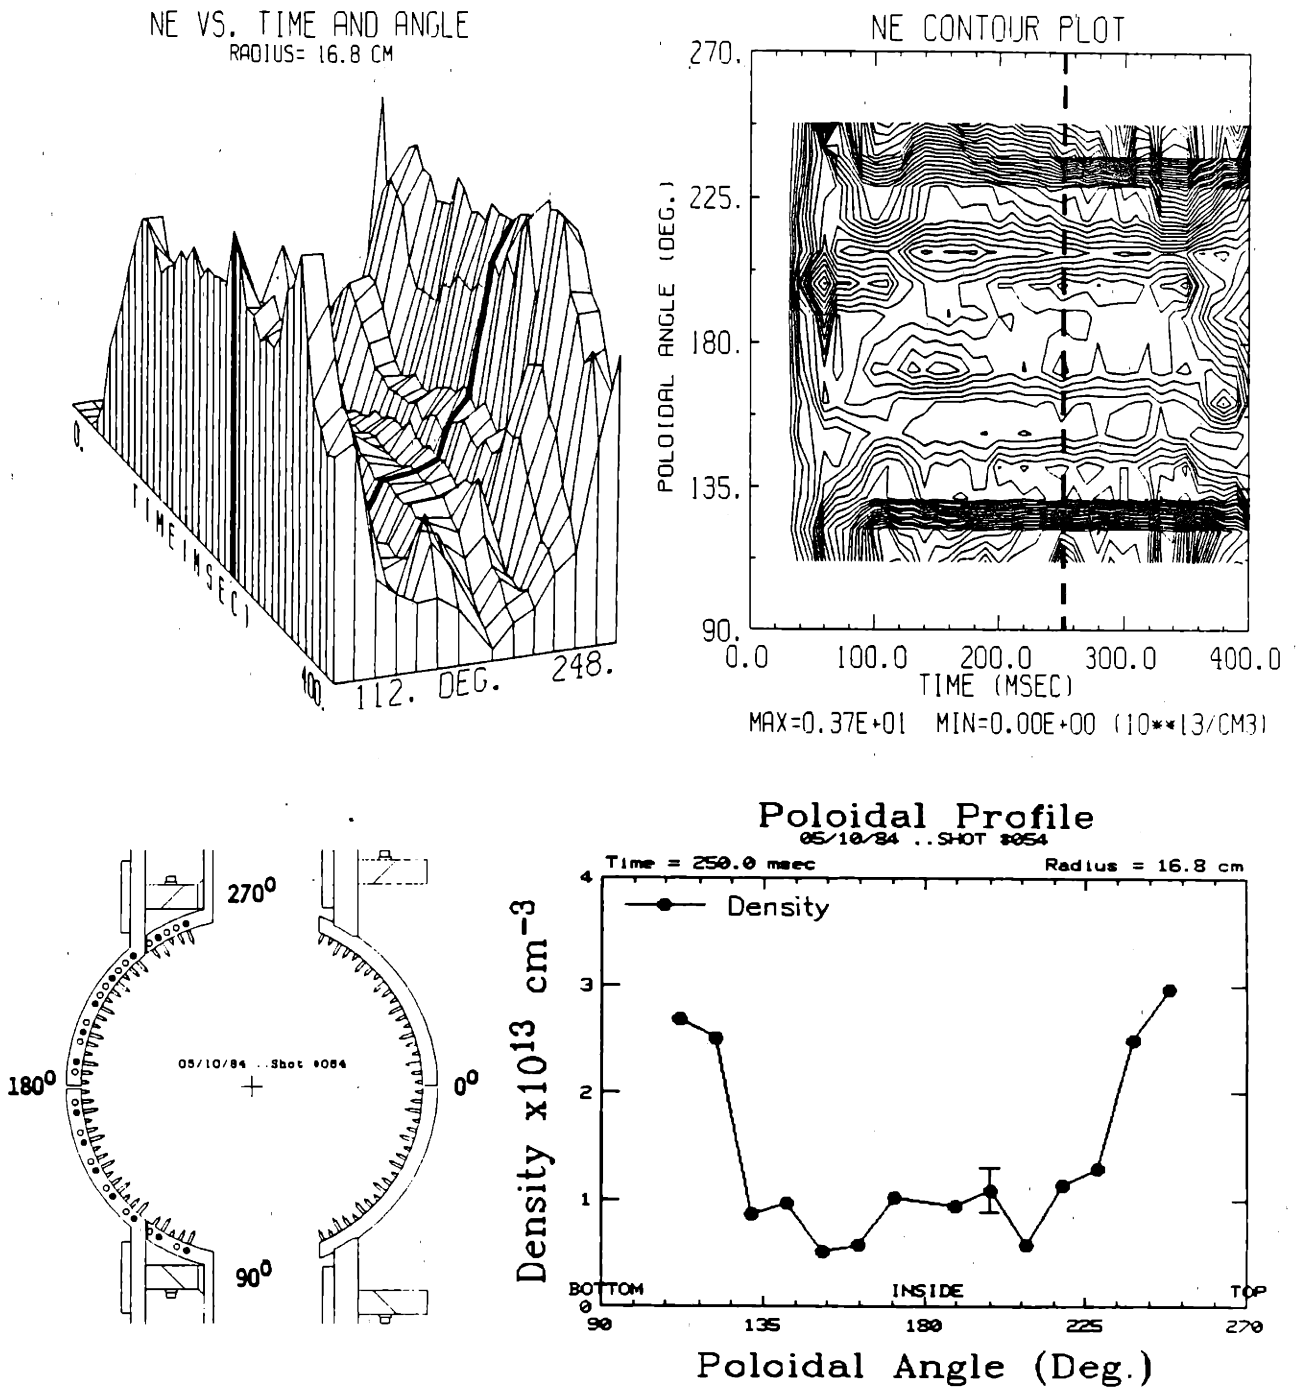 NE VS. TIME AND ANGLE
RADIUS= 16.8 CM
0.
TIME(MSEC)
400.
112. DEG. 248.
NE CONTOUR PLOT
270.
225.
180.
135.
90.
POLOIDAL ANGLE (DEG.)
0.0 100.0 200.0 300.0 400.0
TIME (MSEC)
MAX=0.37E+01 MIN=0.00E+00 (10**13/CM3)
270⁰
180⁰
05/10/84 ..Shot #054
0⁰
90⁰
Poloidal Profile
05/10/84 ..SHOT #054
Time = 250.0 msec Radius = 16.8 cm
Density
4
3
2
1
0
Density x10¹³ cm⁻³
BOTTOM INSIDE TOP
90 135 180 225 270
Poloidal Angle (Deg.)